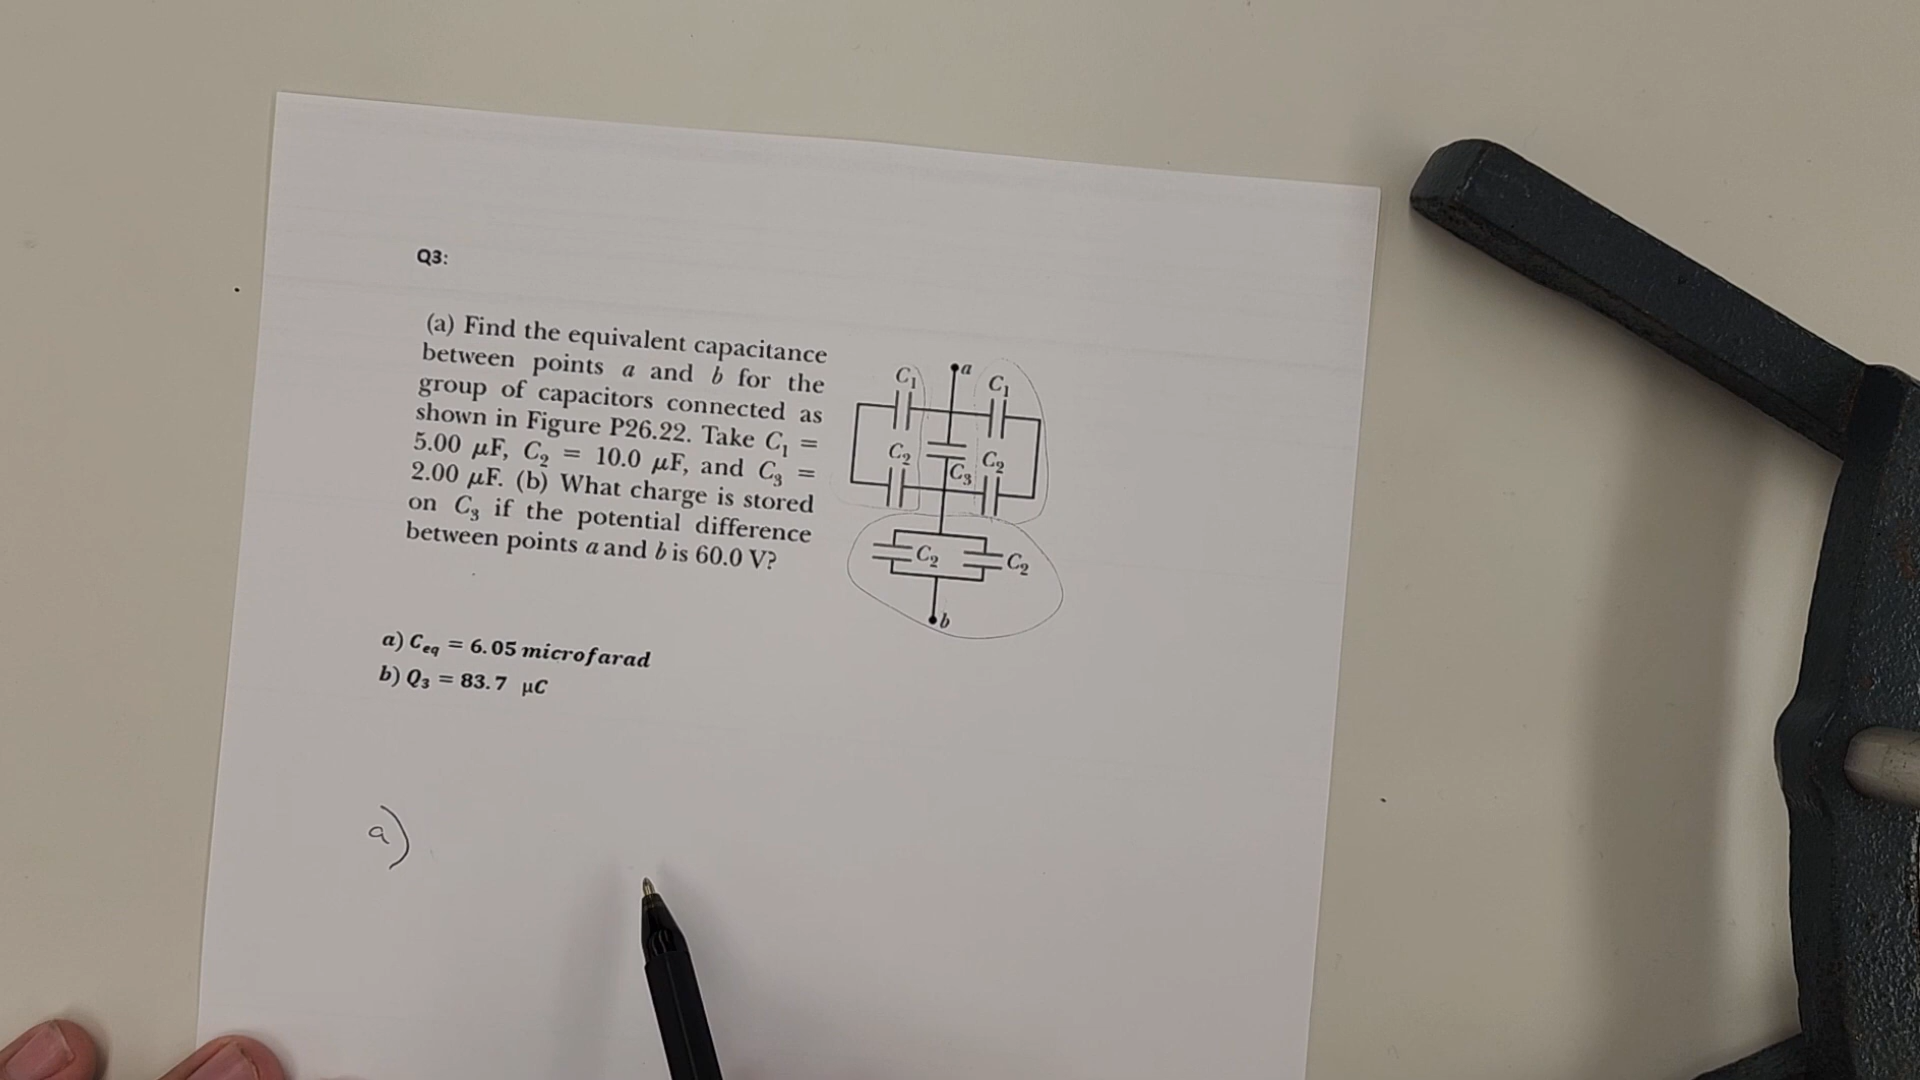 Q3:
(a) Find the equivalent capacitance
between points a and b for the
group of capacitors connected as
shown in Figure P26.22. Take C₁ =
5.00 μF, C₂ = 10.0 μF, and C₃ =
2.00 μF. (b) What charge is stored
on C₃ if the potential difference
between points a and b is 60.0 V?
a
C₁ C₁
C₂ C₃ C₂
C₂ C₂
b
a) Ceq = 6.05 microfarad
b) Q₃ = 83.7 μC
a)